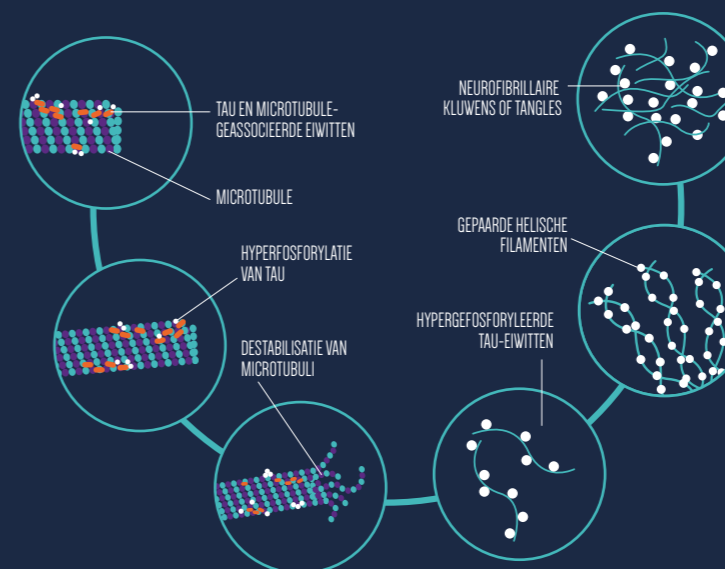 TAU EN MICROTUBULE-
GEASSOCIEERDE EIWITTEN
MICROTUBULE
HYPERFOSFORYLATIE
VAN TAU
DESTABILISATIE VAN
MICROTUBULI
HYPERGEFOSFORYLEERDE
TAU-EIWITTEN
GEPAARDE HELISCHE
FILAMENTEN
NEUROFIBRILLAIRE
KLUWENS OF TANGLES